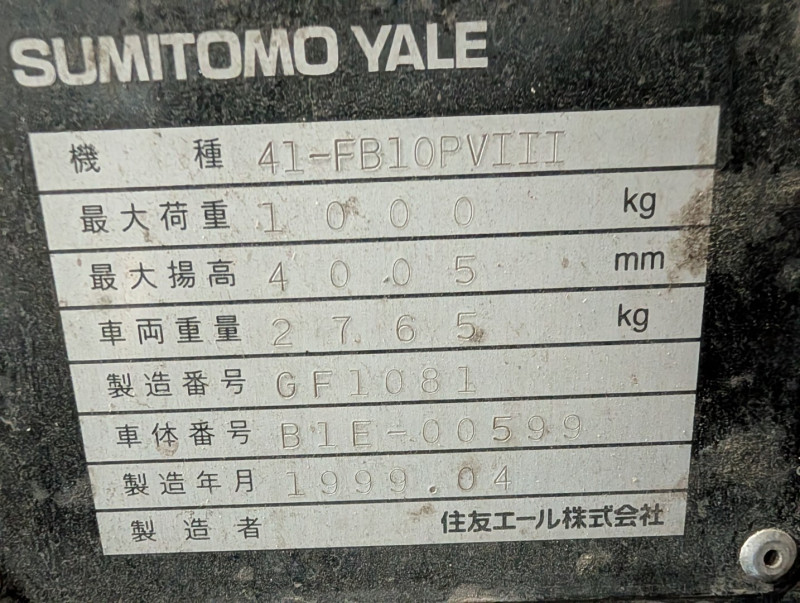 SUMITOMO YALE
機種 41-FB10PVIII
最大荷重 1000 kg
最大揚高 4005 mm
車両重量 2765 kg
製造番号 GF1081
車体番号 B1E-00599
製造年月 1999.04
製造者 住友エール株式会社